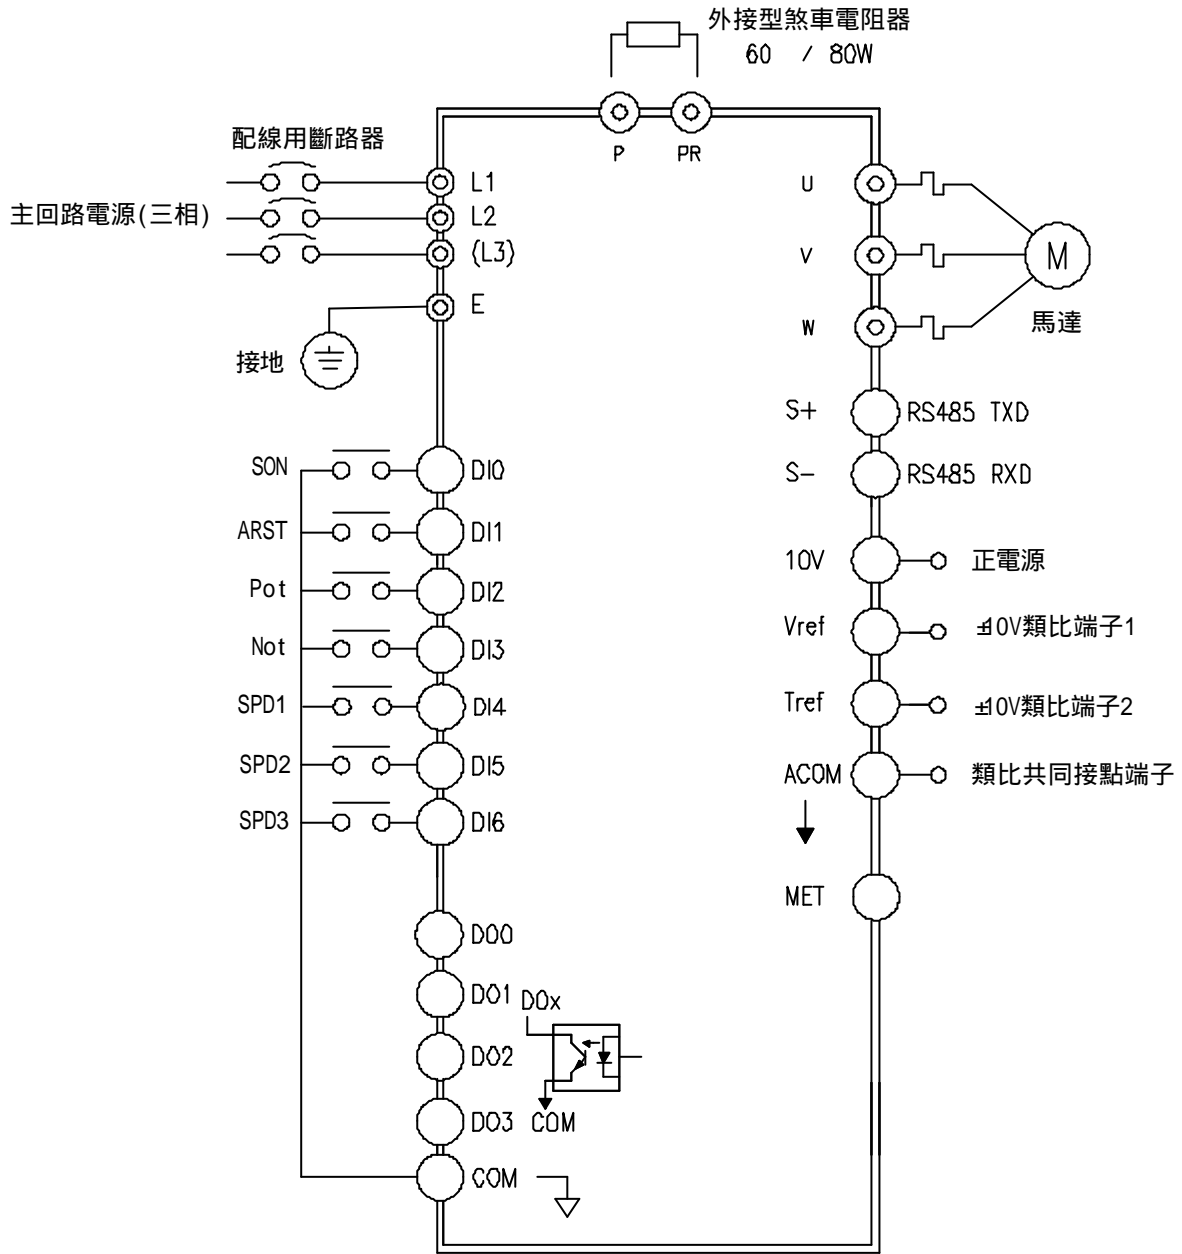 外接型煞車電阻器
60 / 80W
P
PR
配線用斷路器
主回路電源(三相)
L1
L2
(L3)
E
接地
U
V
W
M
馬達
S+
RS485 TXD
S-
RS485 RXD
10V
正電源
Vref
±10V類比端子1
Tref
±10V類比端子2
ACOM
類比共同接點端子
MET
SON
DI0
ARST
DI1
Pot
DI2
Not
DI3
SPD1
DI4
SPD2
DI5
SPD3
DI6
DO0
DO1
DOx
DO2
DO3
COM
COM